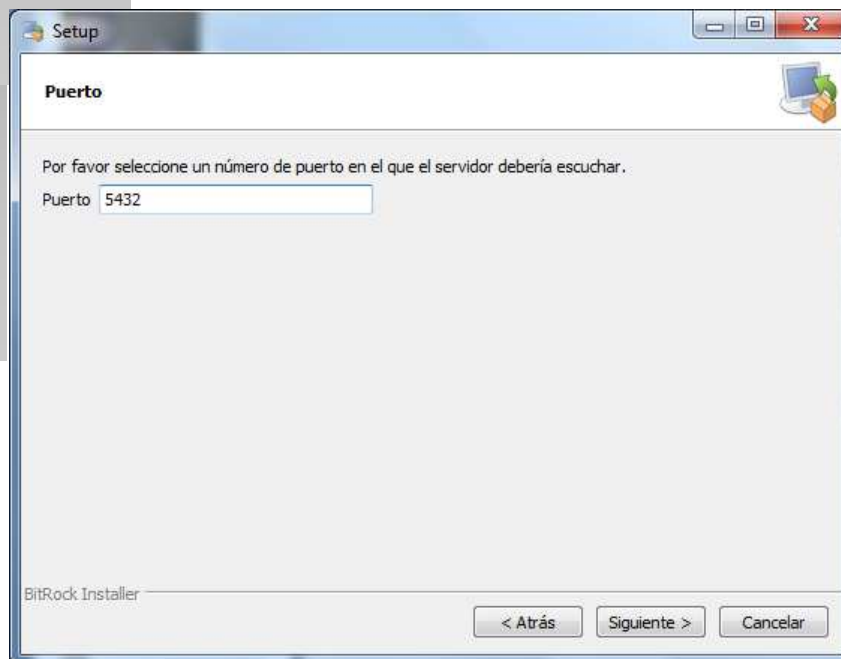 Setup
Puerto
Por favor seleccione un número de puerto en el que el servidor debería escuchar.
Puerto 5432
BitRock Installer
< Atrás Siguiente > Cancelar